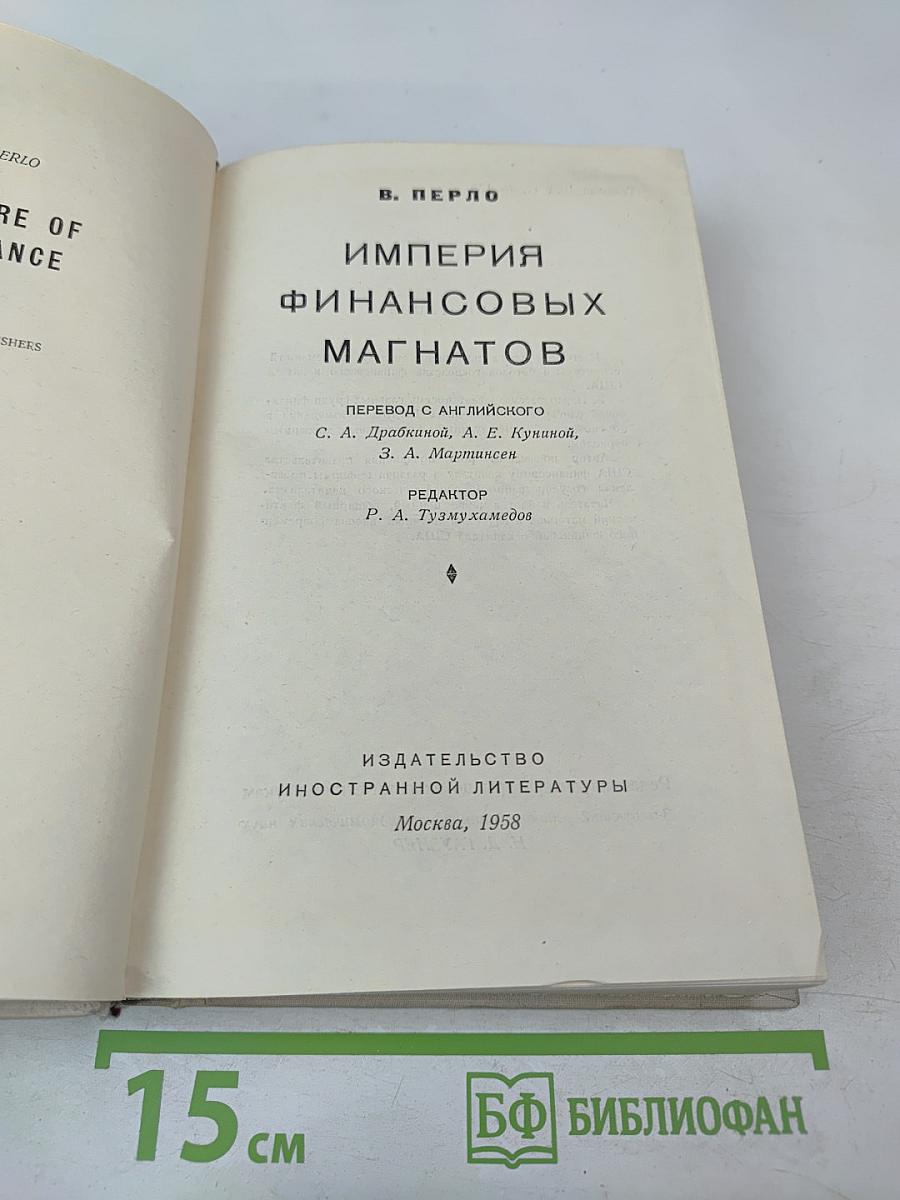 ERLO
RE OF
ANCE
SHERS
В. ПЕРЛО
ИМПЕРИЯ
ФИНАНСОВЫХ
МАГНАТОВ
ПЕРЕВОД С АНГЛИЙСКОГО
С. А. Драбкиной, А. Е. Куниной,
З. А. Мартинсен
РЕДАКТОР
Р. А. Тузмухамедов
ИЗДАТЕЛЬСТВО
ИНОСТРАННОЙ ЛИТЕРАТУРЫ
Москва, 1958
15 см
БФ БИБЛИОФАН